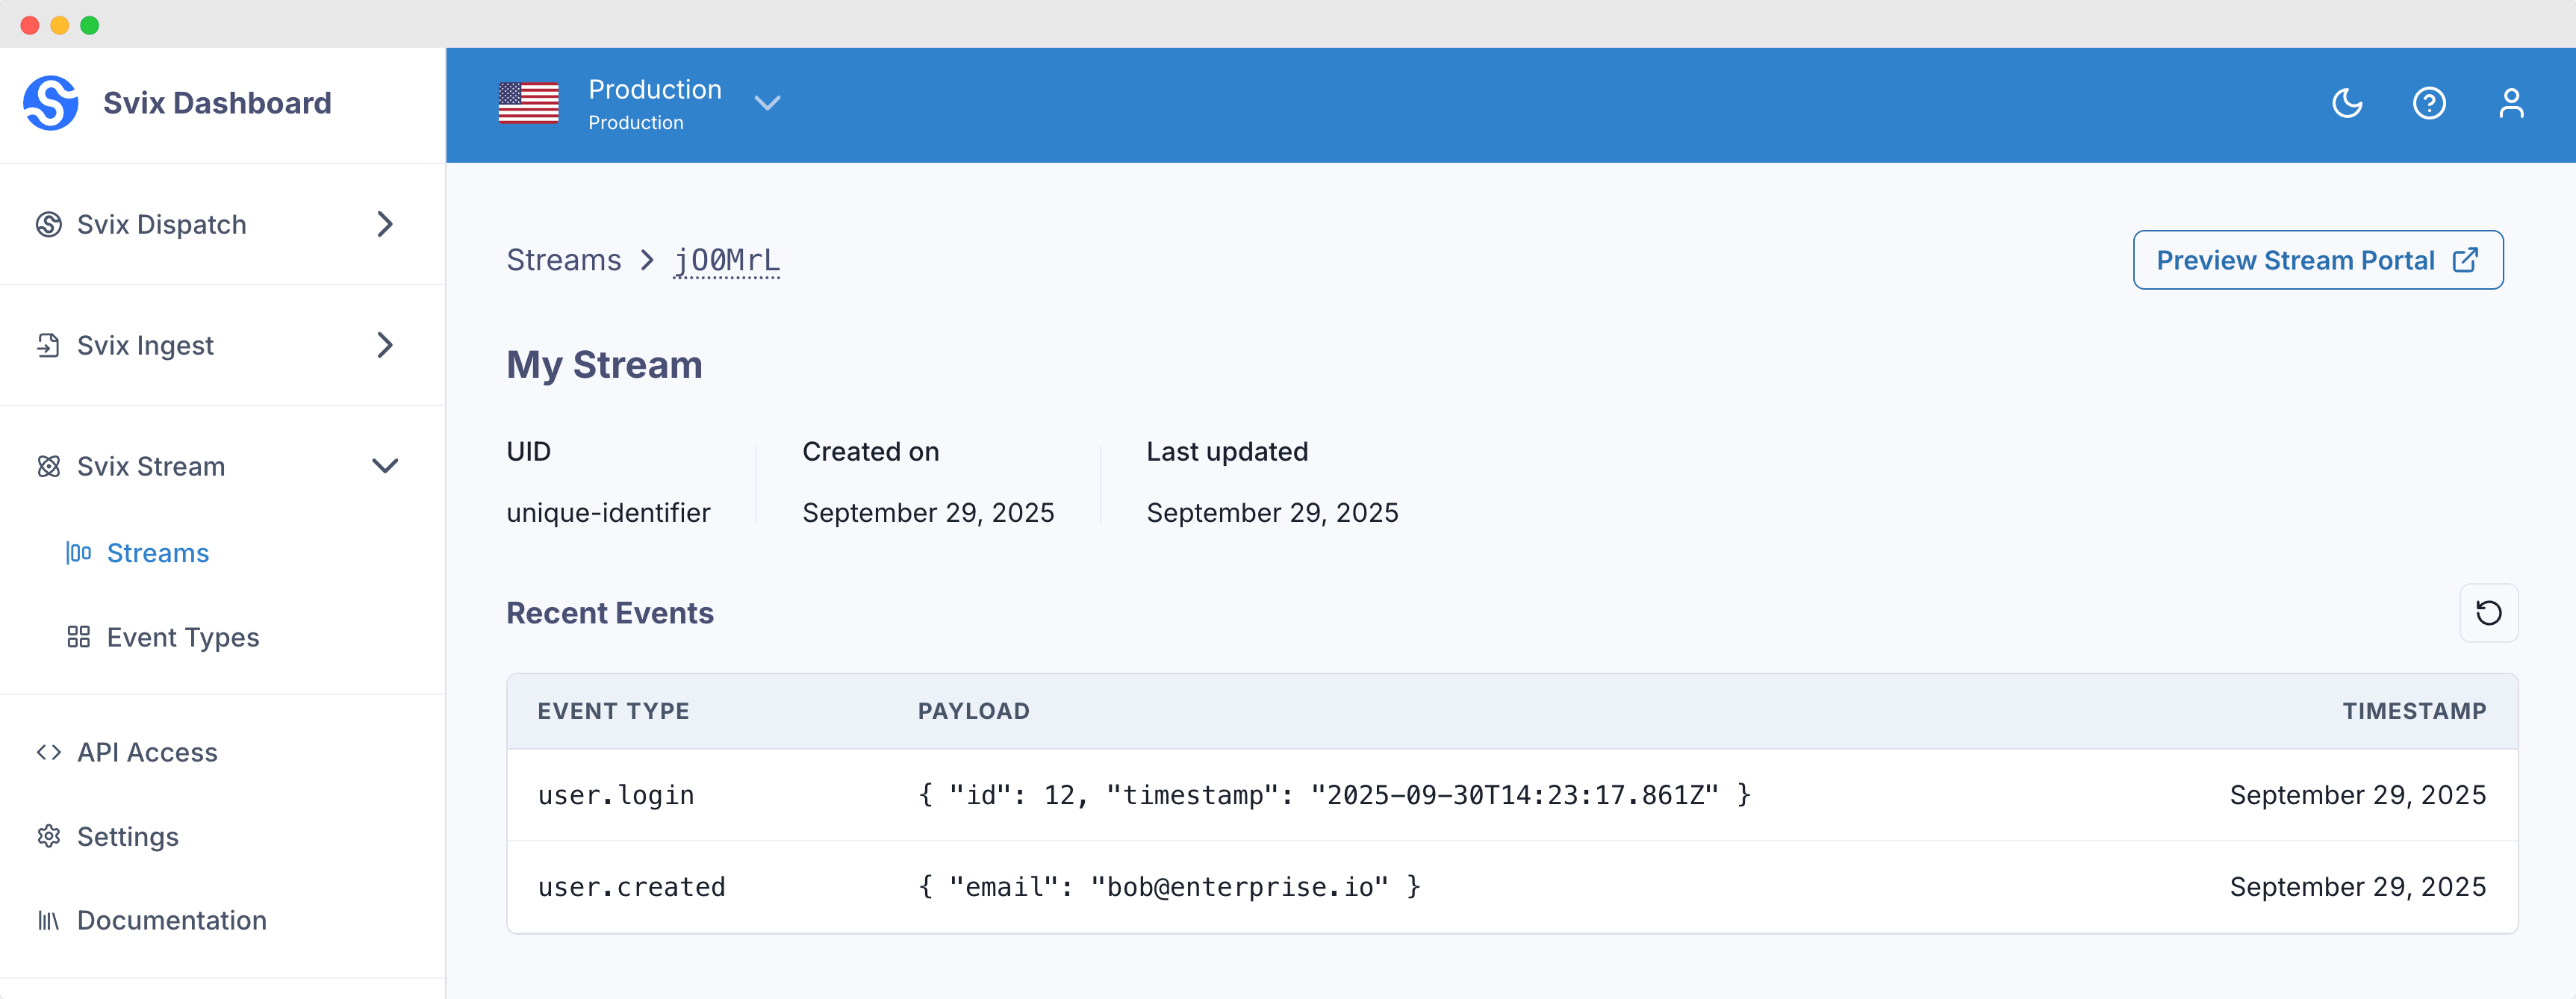 Svix Dashboard
Production
Production
Svix Dispatch
Svix Ingest
Svix Stream
Streams
Event Types
API Access
Settings
Documentation
Streams > jO0MrL
Preview Stream Portal
My Stream
UID Created on Last updated
unique-identifier September 29, 2025 September 29, 2025
Recent Events
EVENT TYPE PAYLOAD TIMESTAMP
user.login { "id": 12, "timestamp": "2025-09-30T14:23:17.861Z" } September 29, 2025
user.created { "email": "bob@enterprise.io" } September 29, 2025